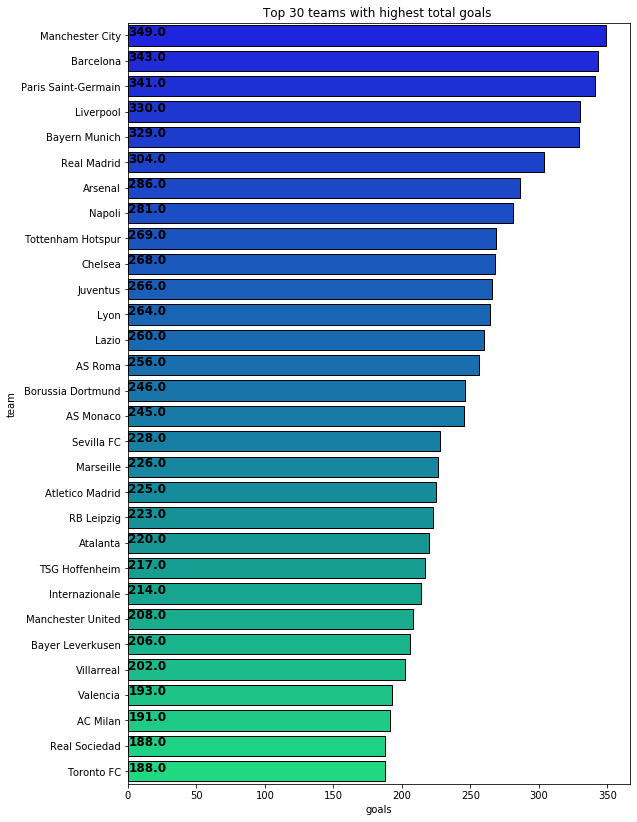 Top 30 teams with highest total goals
Manchester City 349.0
Barcelona 343.0
Paris Saint-Germain 341.0
Liverpool 330.0
Bayern Munich 329.0
Real Madrid 304.0
Arsenal 286.0
Napoli 281.0
Tottenham Hotspur 269.0
Chelsea 268.0
Juventus 266.0
Lyon 264.0
Lazio 260.0
AS Roma 256.0
Borussia Dortmund 246.0
AS Monaco 245.0
Sevilla FC 228.0
Marseille 226.0
Atletico Madrid 225.0
RB Leipzig 223.0
Atalanta 220.0
TSG Hoffenheim 217.0
Internazionale 214.0
Manchester United 208.0
Bayer Leverkusen 206.0
Villarreal 202.0
Valencia 193.0
AC Milan 191.0
Real Sociedad 188.0
Toronto FC 188.0
team
0 50 100 150 200 250 300 350
goals